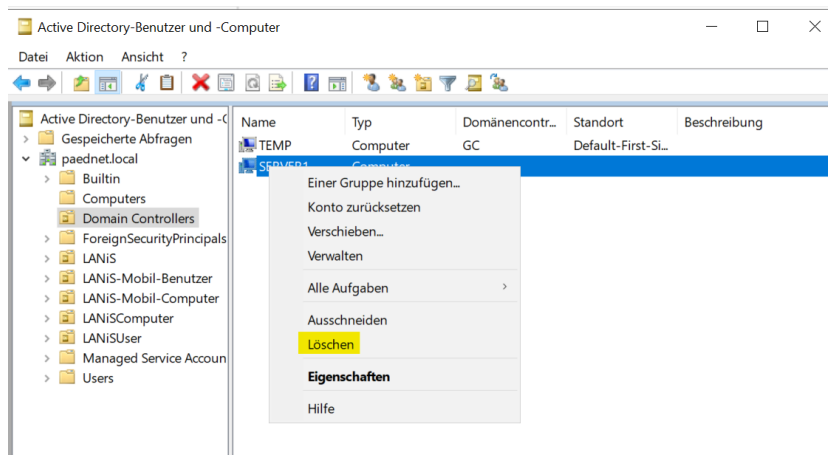 Active Directory-Benutzer und -Computer
Datei Aktion Ansicht ?
Active Directory-Benutzer und -C
Gespeicherte Abfragen
paednet.local
Builtin
Computers
Domain Controllers
ForeignSecurityPrincipals
LANiS
LANiS-Mobil-Benutzer
LANiS-Mobil-Computer
LANiSComputer
LANiSUser
Managed Service Accoun
Users
Name Typ Domänencontr... Standort Beschreibung
TEMP Computer GC Default-First-Si...
SERVER1 Computer
Einer Gruppe hinzufügen...
Konto zurücksetzen
Verschieben...
Verwalten
Alle Aufgaben
Ausschneiden
Löschen
Eigenschaften
Hilfe